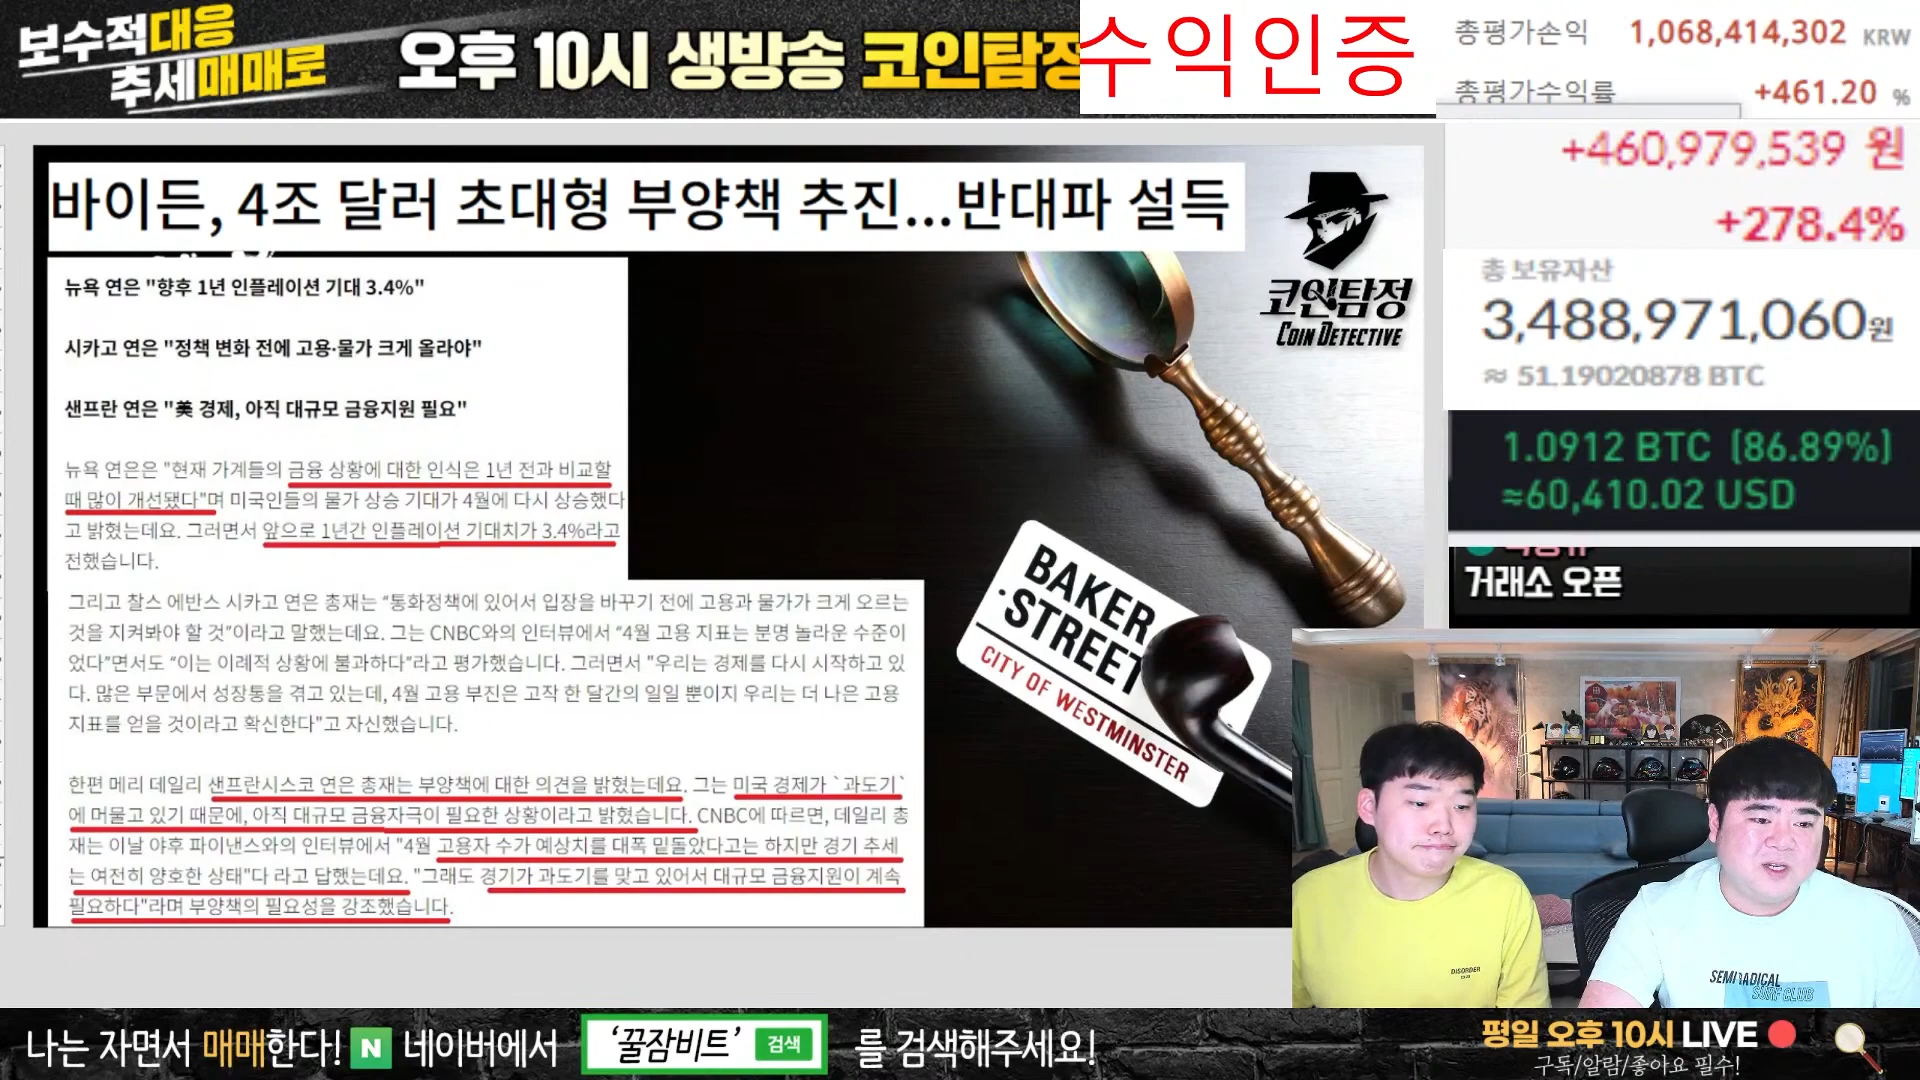 보수적대응
추세매매로
오후 10시 생방송 코인탐정
수익인증
총평가손익 1,068,414,302 KRW
총평가수익률 +461.20 %
+460,979,539 원
+278.4%
총 보유자산
3,488,971,060원
≈ 51.19020878 BTC
1.0912 BTC (86.89%)
≈60,410.02 USD
거래소 오픈
바이든, 4조 달러 초대형 부양책 추진...반대파 설득
코인탐정
COIN DETECTIVE
뉴욕 연은 "향후 1년 인플레이션 기대 3.4%"
시카고 연은 "정책 변화 전에 고용·물가 크게 올라야"
샌프란 연은 "美 경제, 아직 대규모 금융지원 필요"
뉴욕 연은은 "현재 가계들의 금융 상황에 대한 인식은 1년 전과 비교할
때 많이 개선됐다"며 미국인들의 물가 상승 기대가 4월에 다시 상승했다
고 밝혔는데요. 그러면서 앞으로 1년간 인플레이션 기대치가 3.4%라고
전했습니다.
그리고 찰스 에반스 시카고 연은 총재는 “통화정책에 있어서 입장을 바꾸기 전에 고용과 물가가 크게 오르는
것을 지켜봐야 할 것”이라고 말했는데요. 그는 CNBC와의 인터뷰에서 “4월 고용 지표는 분명 놀라운 수준이
었다”면서도 “이는 이례적 상황에 불과하다”라고 평가했습니다. 그러면서 "우리는 경제를 다시 시작하고 있
다. 많은 부문에서 성장통을 겪고 있는데, 4월 고용 부진은 고작 한 달간의 일일 뿐이지 우리는 더 나은 고용
지표를 얻을 것이라고 확신한다"고 자신했습니다.
한편 메리 데일리 샌프란시스코 연은 총재는 부양책에 대한 의견을 밝혔는데요. 그는 미국 경제가 `과도기`
에 머물고 있기 때문에, 아직 대규모 금융자극이 필요한 상황이라고 밝혔습니다. CNBC에 따르면, 데일리 총
재는 이날 야후 파이낸스와의 인터뷰에서 "4월 고용자 수가 예상치를 대폭 밑돌았다고는 하지만 경기 추세
는 여전히 양호한 상태"다 라고 답했는데요. "그래도 경기가 과도기를 맞고 있어서 대규모 금융지원이 계속
필요하다"라며 부양책의 필요성을 강조했습니다.
BAKER
STREET
CITY OF WESTMINSTER
DISORDER
SEMI RADICAL
SURF CLUB
나는 자면서 매매한다! N 네이버에서 ‘꿀잠비트’ 검색 를 검색해주세요!
평일 오후 10시 LIVE
구독/알람/좋아요 필수!